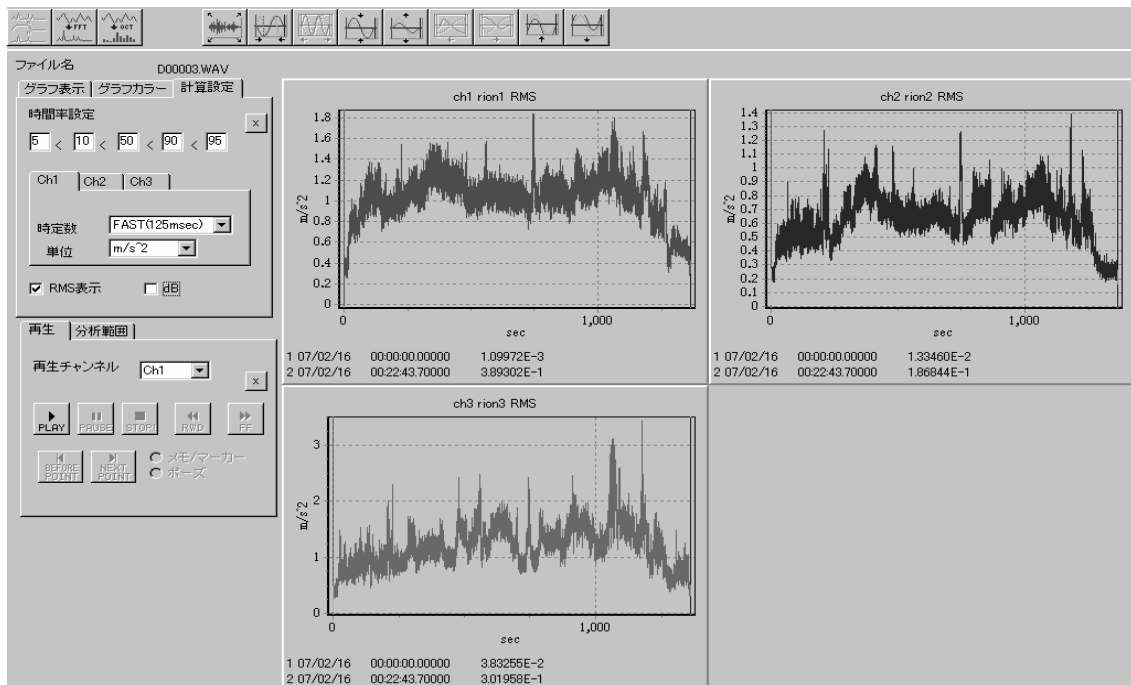 FFT
OCT
ファイル名 D00003.WAV
グラフ表示 グラフカラー 計算設定
時間率設定
x
5 < 10 < 50 < 90 < 95
Ch1 Ch2 Ch3
時定数 FAST(125msec)
単位 m/s^2
RMS表示 dB
再生 分析範囲
再生チャンネル Ch1
x
PLAY PAUSE STOP! RWD FF
BEFORE POINT NEXT POINT
メモ/マーカー
ポーズ
ch1 rion1 RMS
m/s^2
1.8
1.6
1.4
1.2
1
0.8
0.6
0.4
0.2
0
0 1,000
sec
1 07/02/16 00:00:00.00000 1.09972E-3
2 07/02/16 00:22:43.70000 3.89302E-1
ch2 rion2 RMS
m/s^2
1.4
1.3
1.2
1.1
1
0.9
0.8
0.7
0.6
0.5
0.4
0.3
0.2
0.1
0
0 1,000
sec
1 07/02/16 00:00:00.00000 1.33460E-2
2 07/02/16 00:22:43.70000 1.86844E-1
ch3 rion3 RMS
m/s^2
3
2
1
0
0 1,000
sec
1 07/02/16 00:00:00.00000 3.83255E-2
2 07/02/16 00:22:43.70000 3.01958E-1